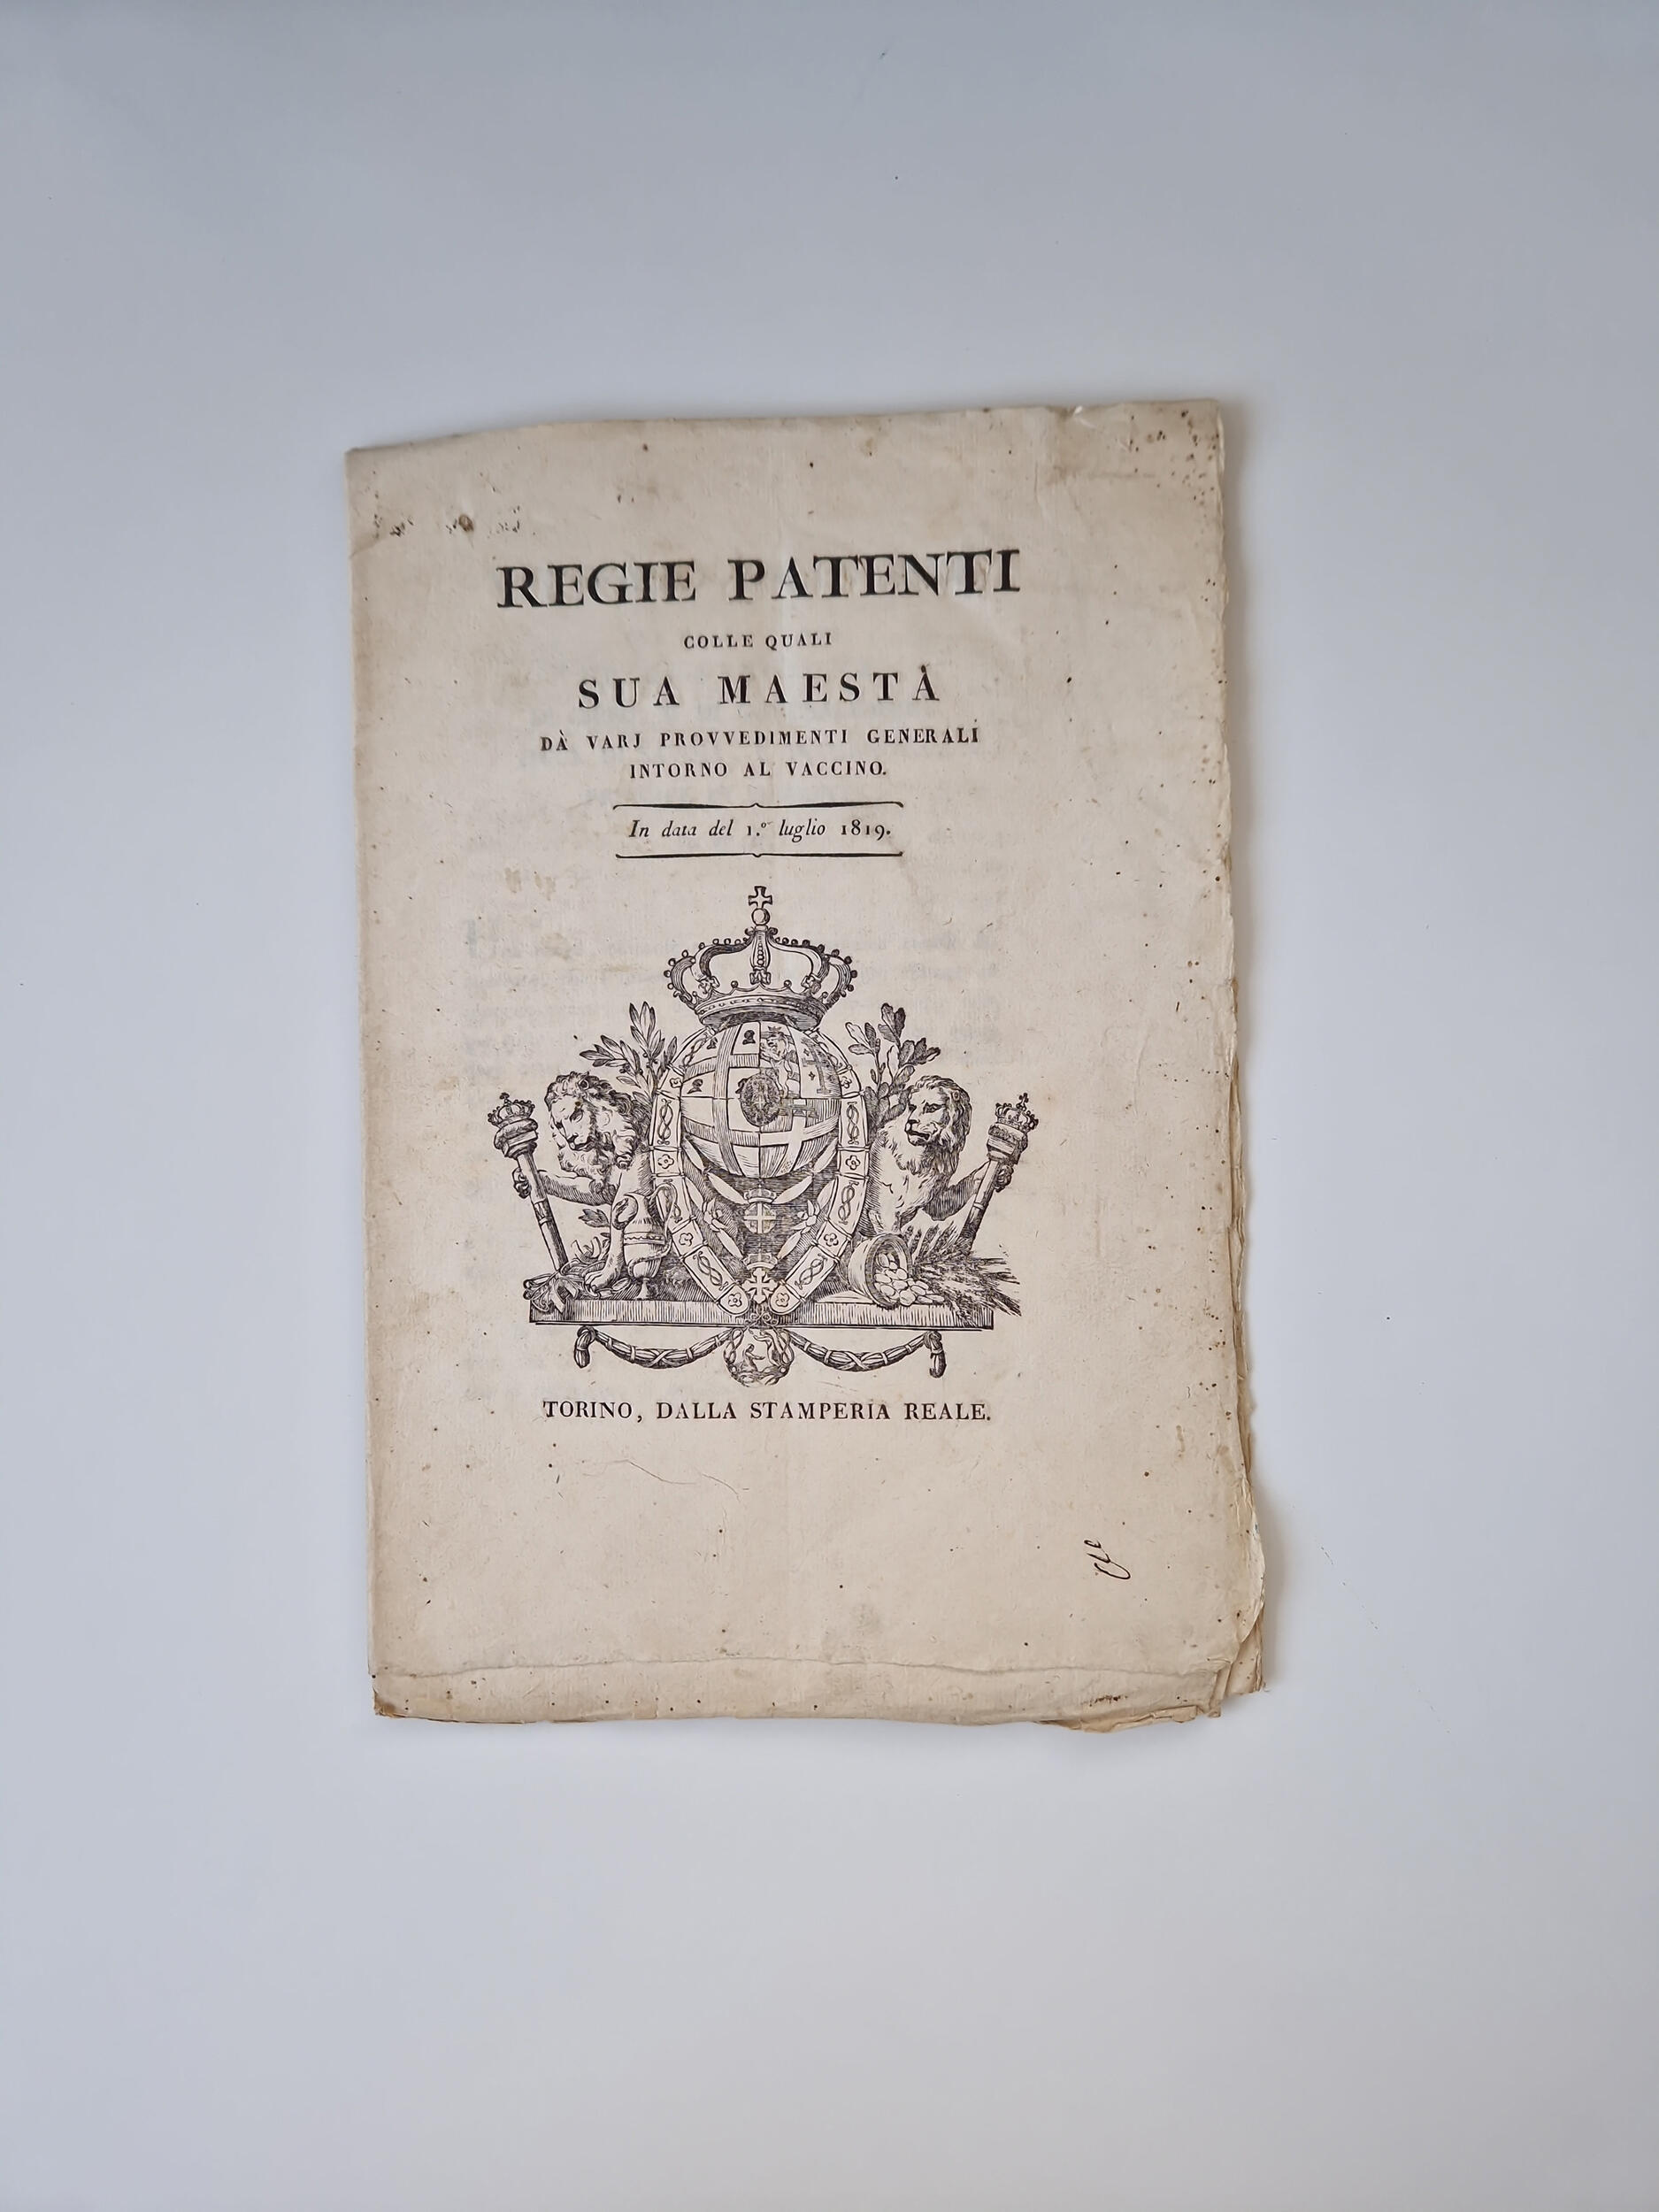 REGIE PATENTI
COLLE QUALI
SUA MAESTÀ
DÀ VARJ PROVVEDIMENTI GENERALI
INTORNO AL VACCINO.
In data del 1.º luglio 1819.
TORINO, DALLA STAMPERIA REALE.